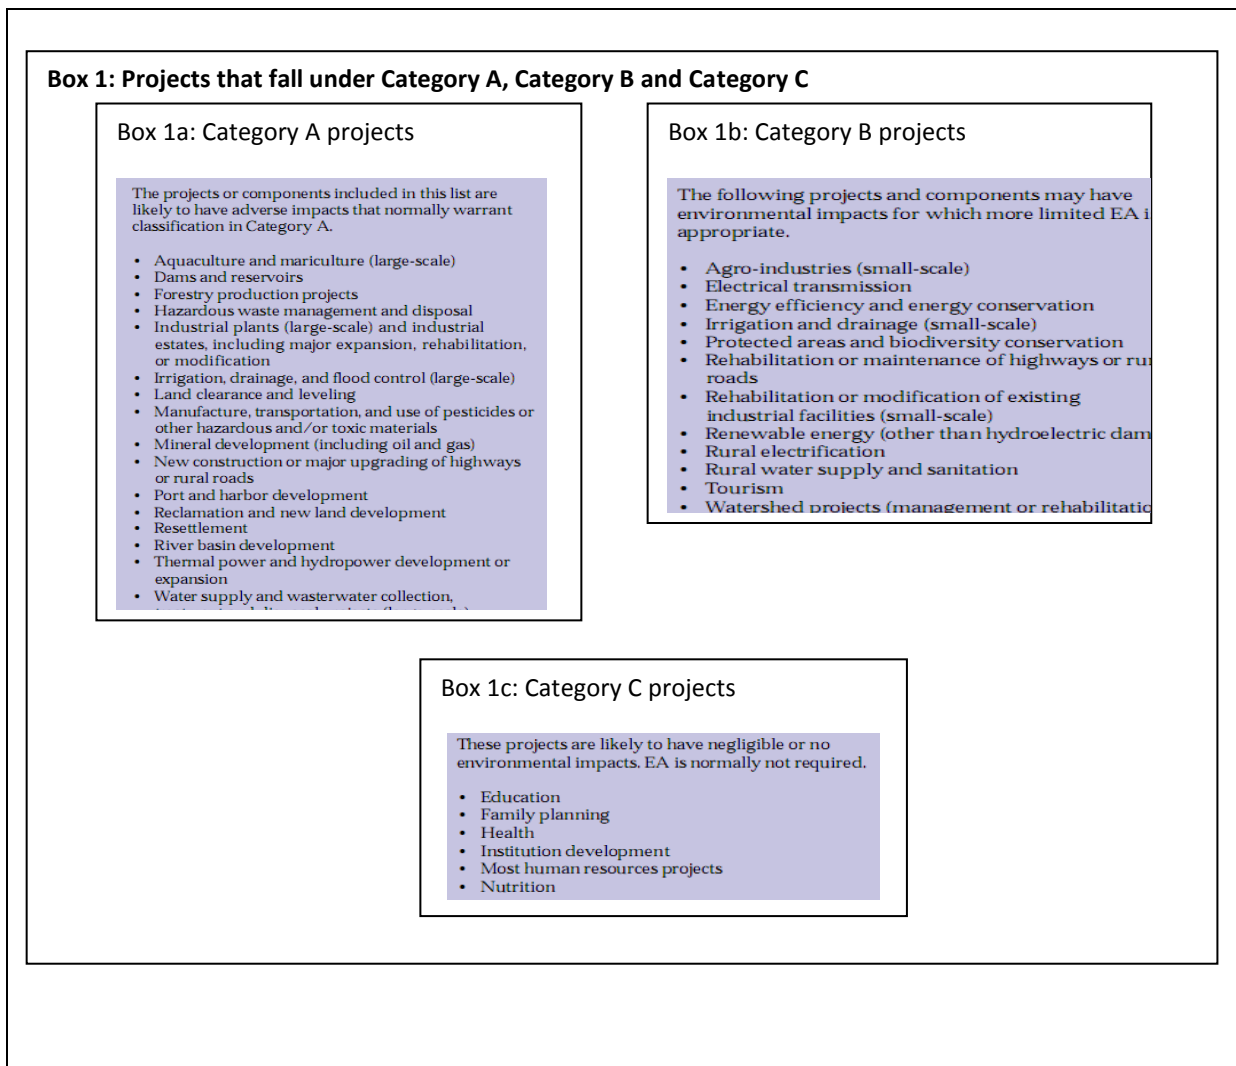 Box 1: Projects that fall under Category A, Category B and Category C
Box 1a: Category A projects
The projects or components included in this list are
likely to have adverse impacts that normally warrant
classification in Category A.
• Aquaculture and mariculture (large-scale)
• Dams and reservoirs
• Forestry production projects
• Hazardous waste management and disposal
• Industrial plants (large-scale) and industrial
estates, including major expansion, rehabilitation,
or modification
• Irrigation, drainage, and flood control (large-scale)
• Land clearance and leveling
• Manufacture, transportation, and use of pesticides or
other hazardous and/or toxic materials
• Mineral development (including oil and gas)
• New construction or major upgrading of highways
or rural roads
• Port and harbor development
• Reclamation and new land development
• Resettlement
• River basin development
• Thermal power and hydropower development or
expansion
• Water supply and wasterwater collection,
Box 1b: Category B projects
The following projects and components may have
environmental impacts for which more limited EA i
appropriate.
• Agro-industries (small-scale)
• Electrical transmission
• Energy efficiency and energy conservation
• Irrigation and drainage (small-scale)
• Protected areas and biodiversity conservation
• Rehabilitation or maintenance of highways or rur
roads
• Rehabilitation or modification of existing
industrial facilities (small-scale)
• Renewable energy (other than hydroelectric dam
• Rural electrification
• Rural water supply and sanitation
• Tourism
• Watershed projects (management or rehabilitatio
Box 1c: Category C projects
These projects are likely to have negligible or no
environmental impacts. EA is normally not required.
• Education
• Family planning
• Health
• Institution development
• Most human resources projects
• Nutrition